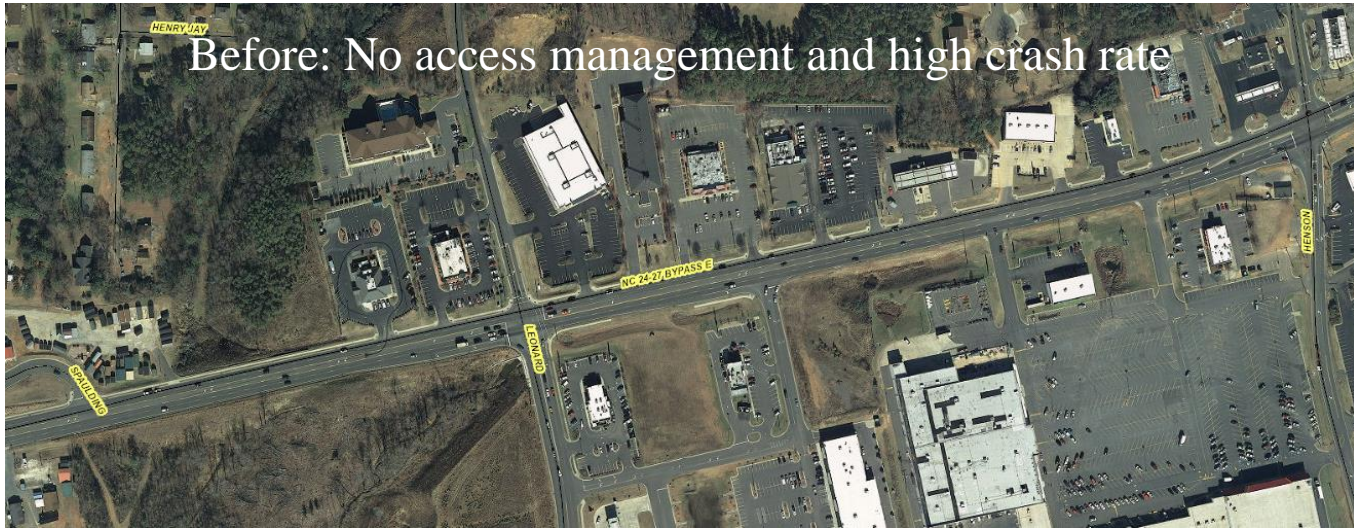 HENRY JAY
Before: No access management and high crash rate
NC 24-27 BYPASS E
HENSON
LEONARD
SPAULDING